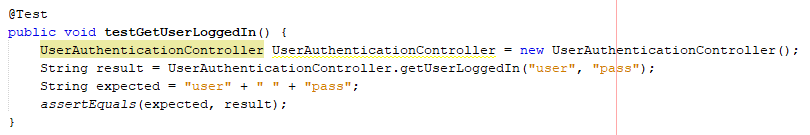 @Test
public void testGetUserLoggedIn() {
UserAuthenticationController UserAuthenticationController = new UserAuthenticationController();
String result = UserAuthenticationController.getUserLoggedIn("user", "pass");
String expected = "user" + " " + "pass";
assertEquals(expected, result);
}